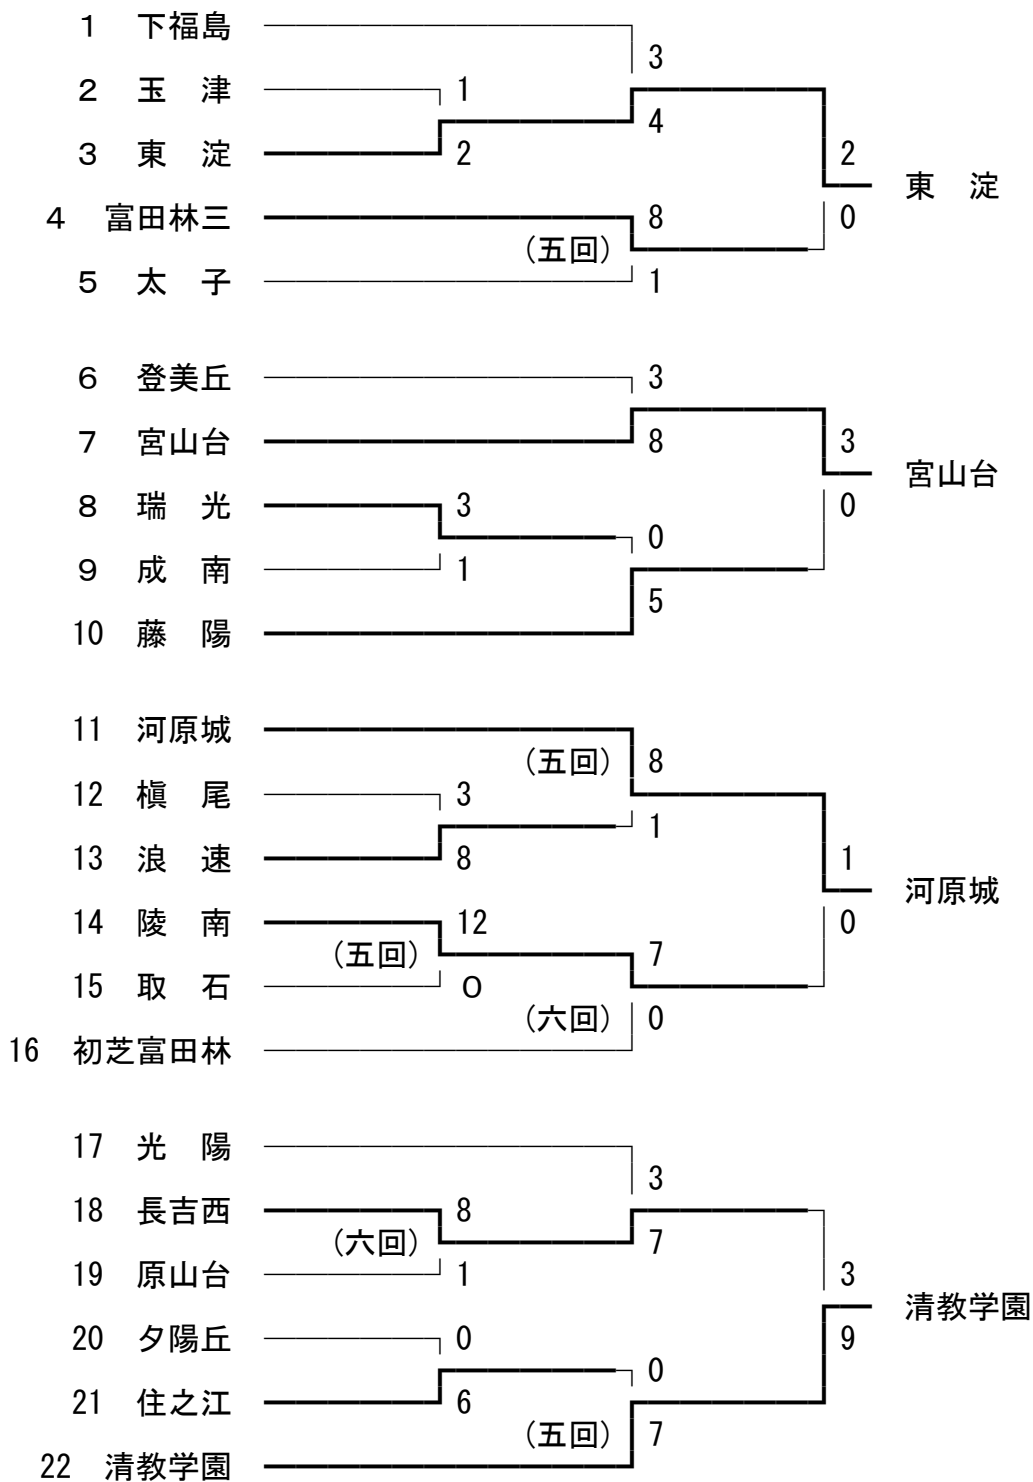 1 下福島
3
2 玉 津 1
4
3 東 淀 2 2
東 淀
4 富田林三 8 0
(五回)
5 太 子 1
6 登美丘 3
7 宮山台 8 3
宮山台
8 瑞 光 3 0
0
9 成 南 1
5
10 藤 陽
11 河原城
(五回) 8
12 槇 尾 3
1
13 浪 速 8 1
河原城
14 陵 南 12 0
(五回) 7
15 取 石 0
(六回) 0
16 初芝富田林
17 光 陽
3
18 長吉西 8
(六回) 7
19 原山台 1 3
清教学園
20 夕陽丘 0 9
0
21 住之江 6
(五回) 7
22 清教学園